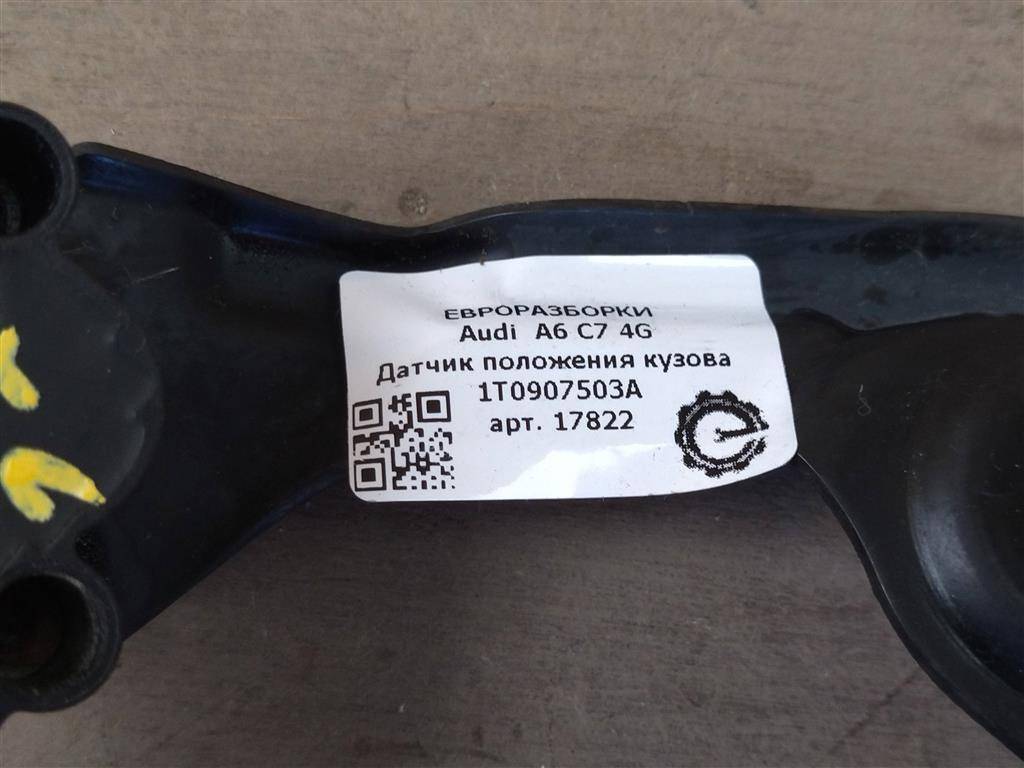 ЕВРОРАЗБОРКИ
Audi A6 C7 4G
Датчик положения кузова
1T0907503A
арт. 17822